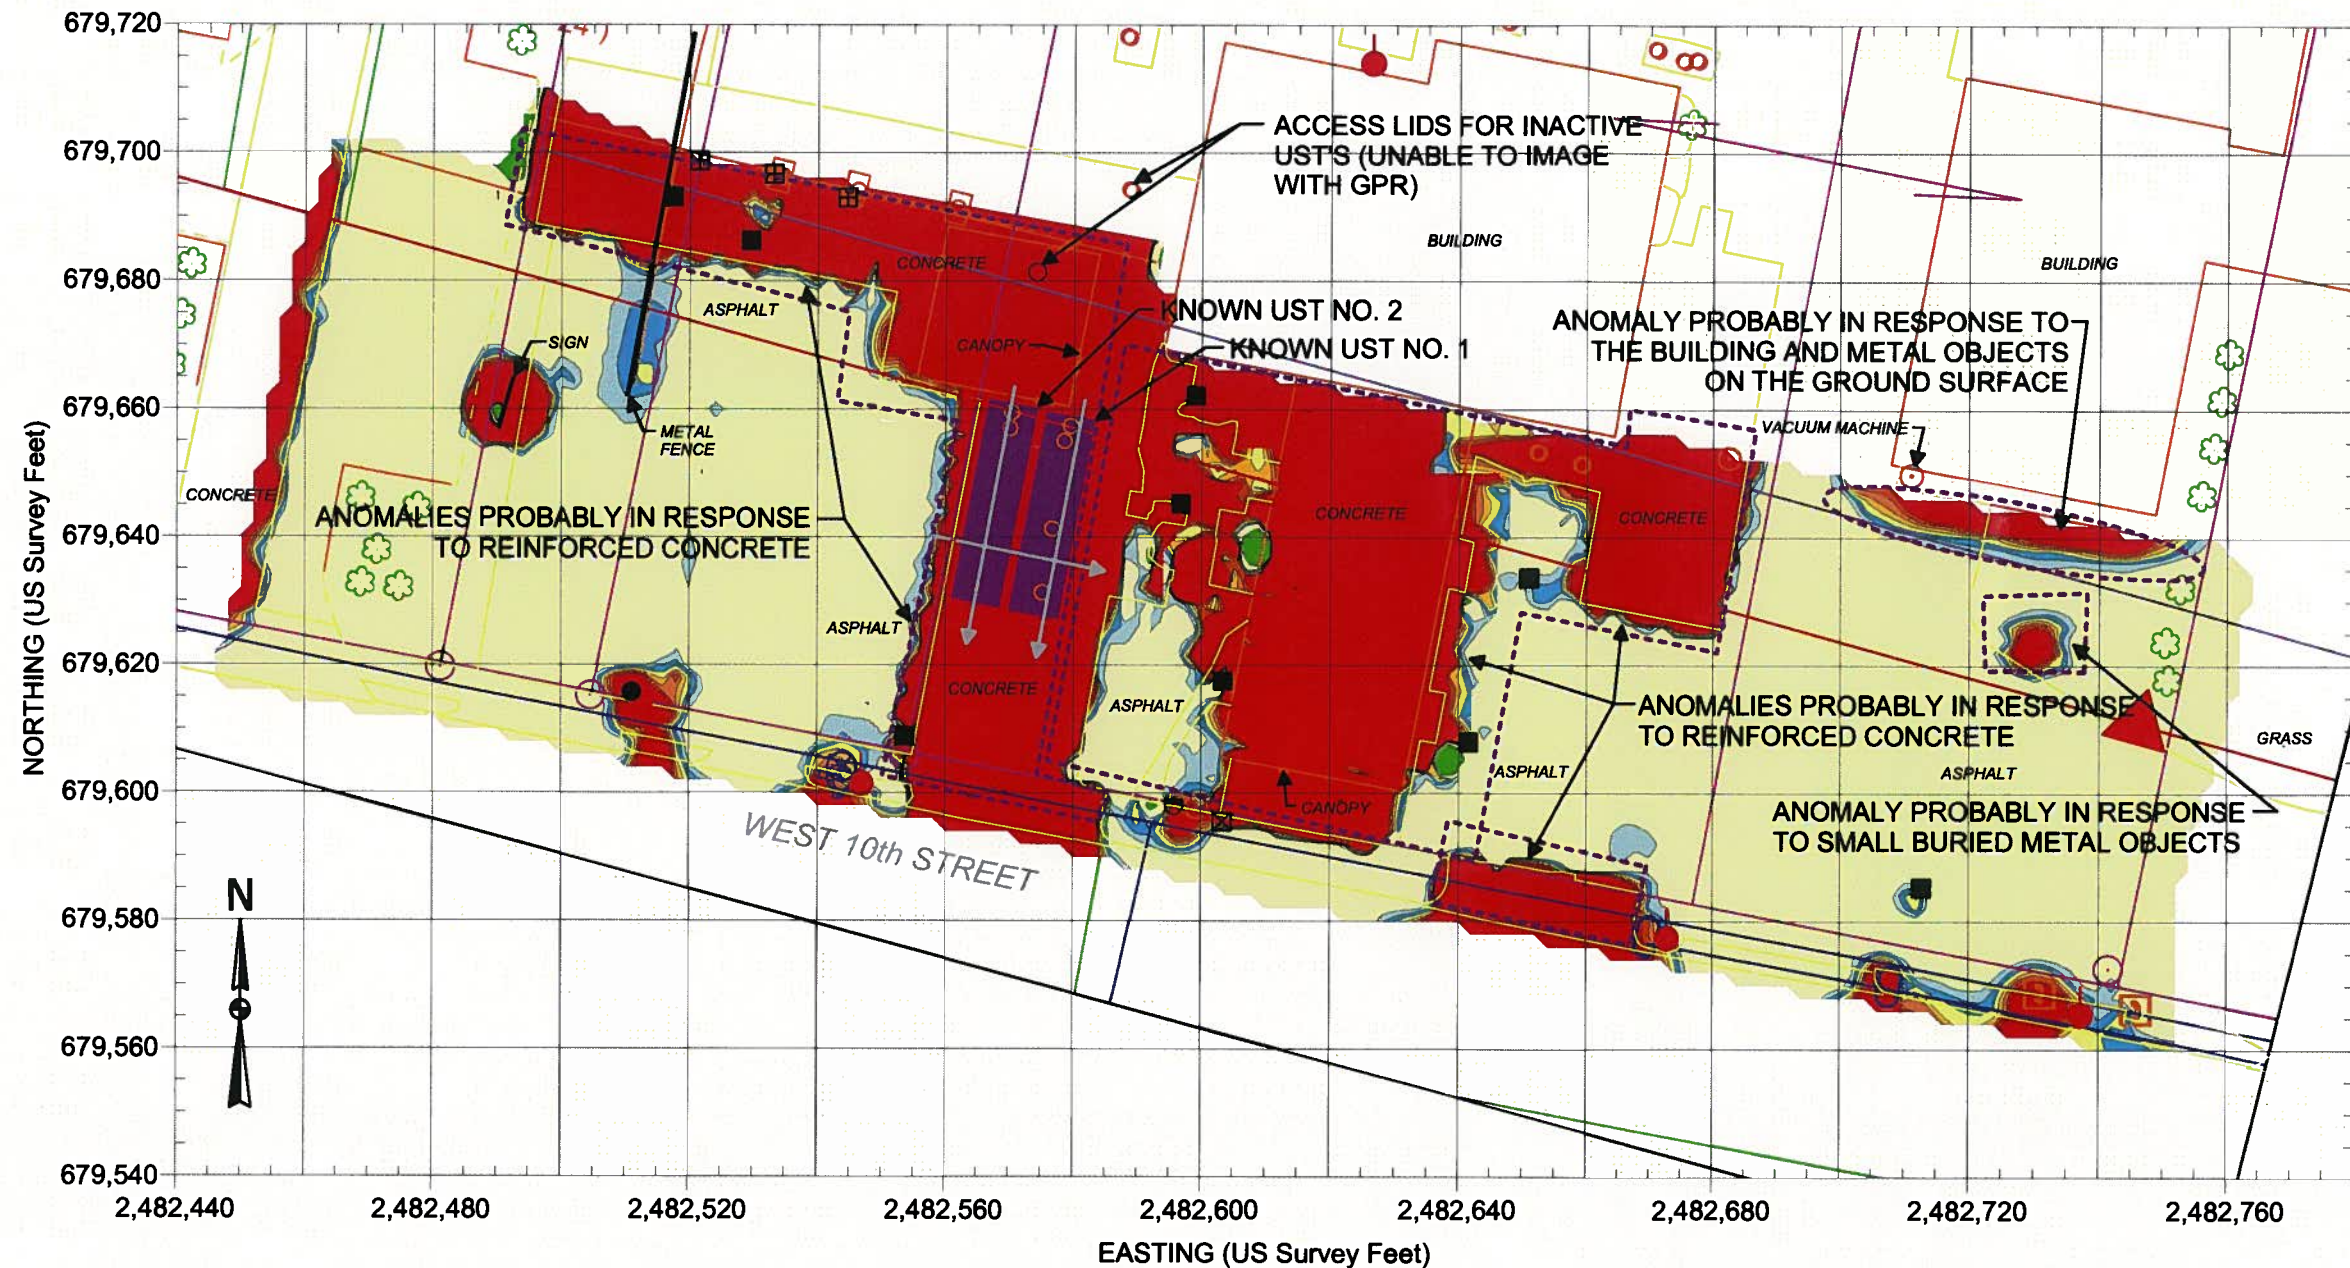 679,720
679,700
679,680
679,660
679,640
679,620
679,600
679,580
679,560
679,540
NORTHING (US Survey Feet)
2,482,440
2,482,480
2,482,520
2,482,560
2,482,600
2,482,640
2,482,680
2,482,720
2,482,760
EASTING (US Survey Feet)
N
ACCESS LIDS FOR INACTIVE
UST'S (UNABLE TO IMAGE
WITH GPR)
BUILDING
BUILDING
CONCRETE
KNOWN UST NO. 2
KNOWN UST NO. 1
CANOPY
ASPHALT
SIGN
METAL
FENCE
ANOMALY PROBABLY IN RESPONSE TO
THE BUILDING AND METAL OBJECTS
ON THE GROUND SURFACE
VACUUM MACHINE
CONCRETE
ANOMALIES PROBABLY IN RESPONSE
TO REINFORCED CONCRETE
CONCRETE
CONCRETE
ASPHALT
CONCRETE
ASPHALT
ANOMALIES PROBABLY IN RESPONSE
TO REINFORCED CONCRETE
GRASS
ASPHALT
ASPHALT
CANOPY
ANOMALY PROBABLY IN RESPONSE
TO SMALL BURIED METAL OBJECTS
WEST 10th STREET